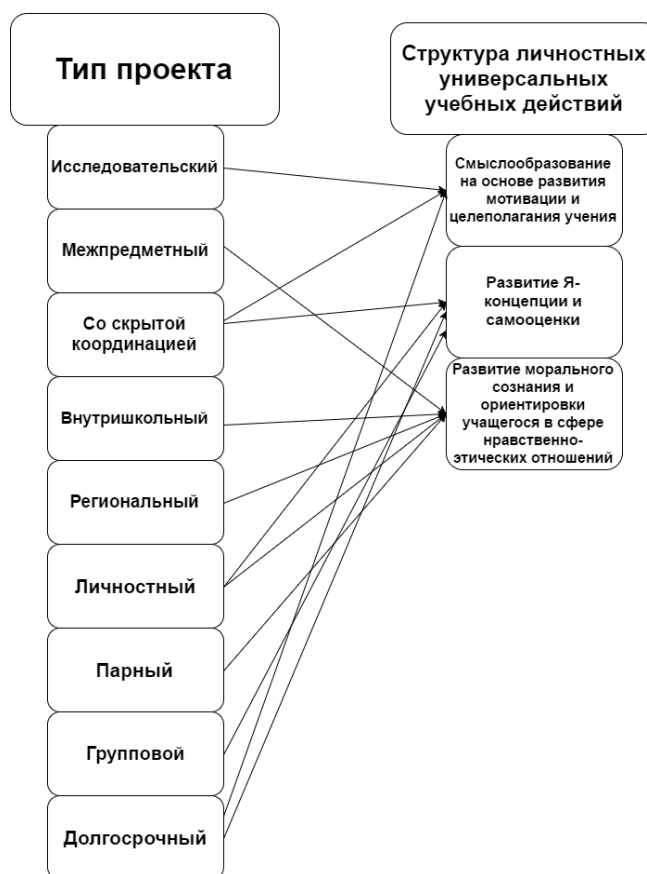 Тип проекта
Исследовательский
Межпредметный
Со скрытой
координацией
Внутришкольный
Региональный
Личностный
Парный
Групповой
Долгосрочный
Структура личностных
универсальных
учебных действий
Смыслообразование
на основе развития
мотивации и
целеполагания учения
Развитие Я-
концепции и
самооценки
Развитие морального
сознания и
ориентировки
учащегося в сфере
нравственно-
этических отношений